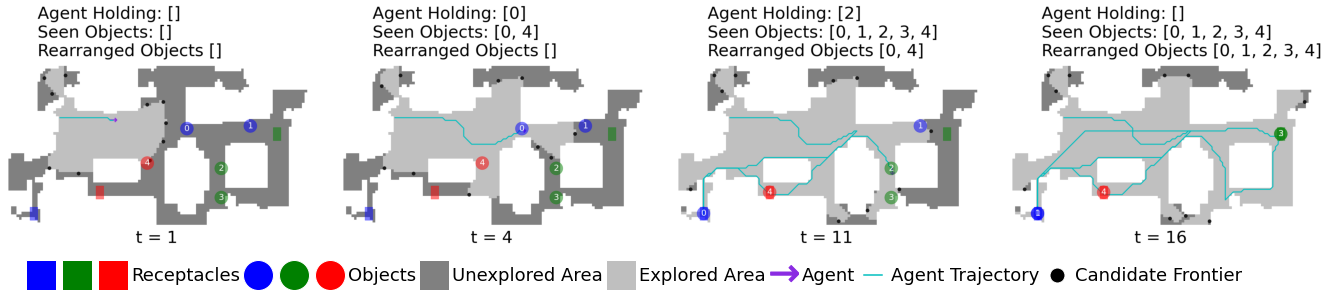 Agent Holding: []
Seen Objects: []
Rearranged Objects []
0
1
4
2
3
t = 1
Agent Holding: [0]
Seen Objects: [0, 4]
Rearranged Objects []
0
1
4
2
3
t = 4
Agent Holding: [2]
Seen Objects: [0, 1, 2, 3, 4]
Rearranged Objects [0, 4]
1
2
4
3
0
t = 11
Agent Holding: []
Seen Objects: [0, 1, 2, 3, 4]
Rearranged Objects [0, 1, 2, 3, 4]
3
4
t = 16
Receptacles
Objects
Unexplored Area
Explored Area
Agent
Agent Trajectory
Candidate Frontier